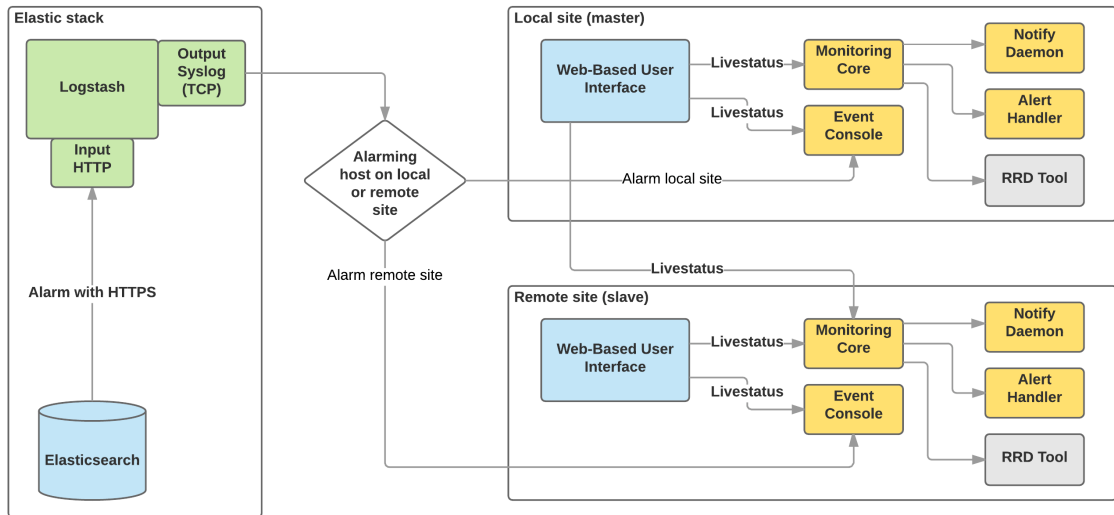 Elastic stack
Logstash
Output
Syslog
(TCP)
Input
HTTP
Alarm with HTTPS
Elasticsearch
Alarming
host on local
or remote
site
Alarm local site
Alarm remote site
Local site (master)
Web-Based User
Interface
Livestatus
Livestatus
Monitoring
Core
Event
Console
Notify
Daemon
Alert
Handler
RRD Tool
Livestatus
Remote site (slave)
Web-Based User
Interface
Livestatus
Livestatus
Monitoring
Core
Event
Console
Notify
Daemon
Alert
Handler
RRD Tool